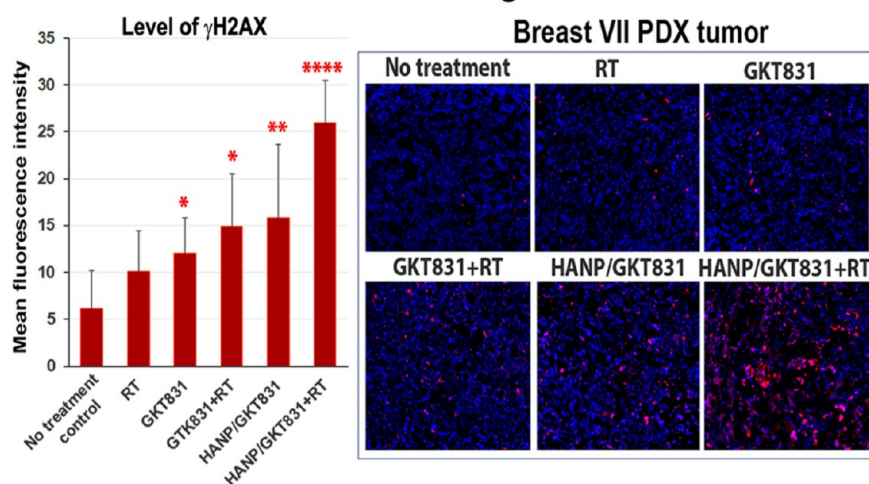 Level of γH2AX
Mean fluorescence intensity
35
30
25
20
15
10
5
0
*
*
**
****
No treatment
control
RT
GKT831
GTK831+RT
HANP/GKT831
HANP/GKT831+RT
Breast VII PDX tumor
No treatment
RT
GKT831
GKT831+RT
HANP/GKT831
HANP/GKT831+RT